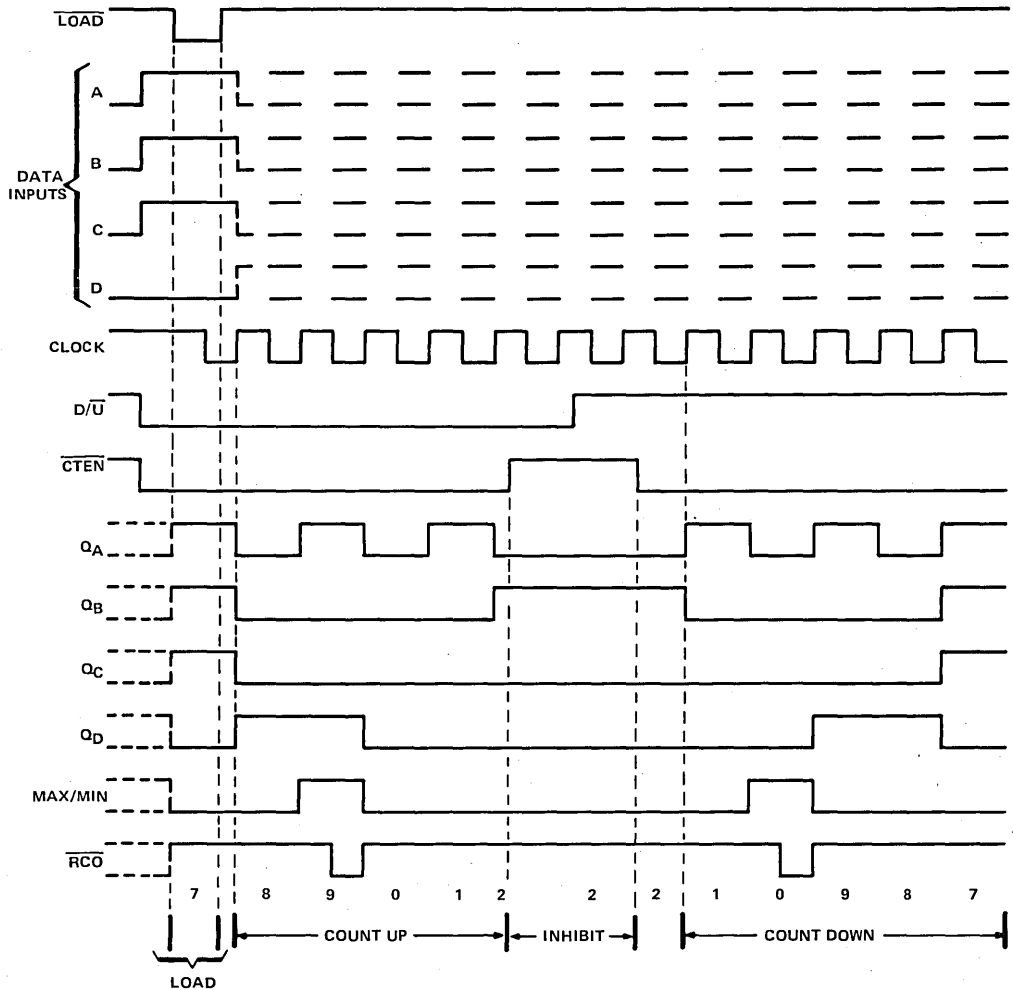 LOAD
A
B
DATA
INPUTS
C
D
CLOCK
D/U
CTEN
QA
QB
QC
QD
MAX/MIN
RCO
7 8 9 0 1 2 2 2 1 0 9 8 7
COUNT UP INHIBIT COUNT DOWN
LOAD